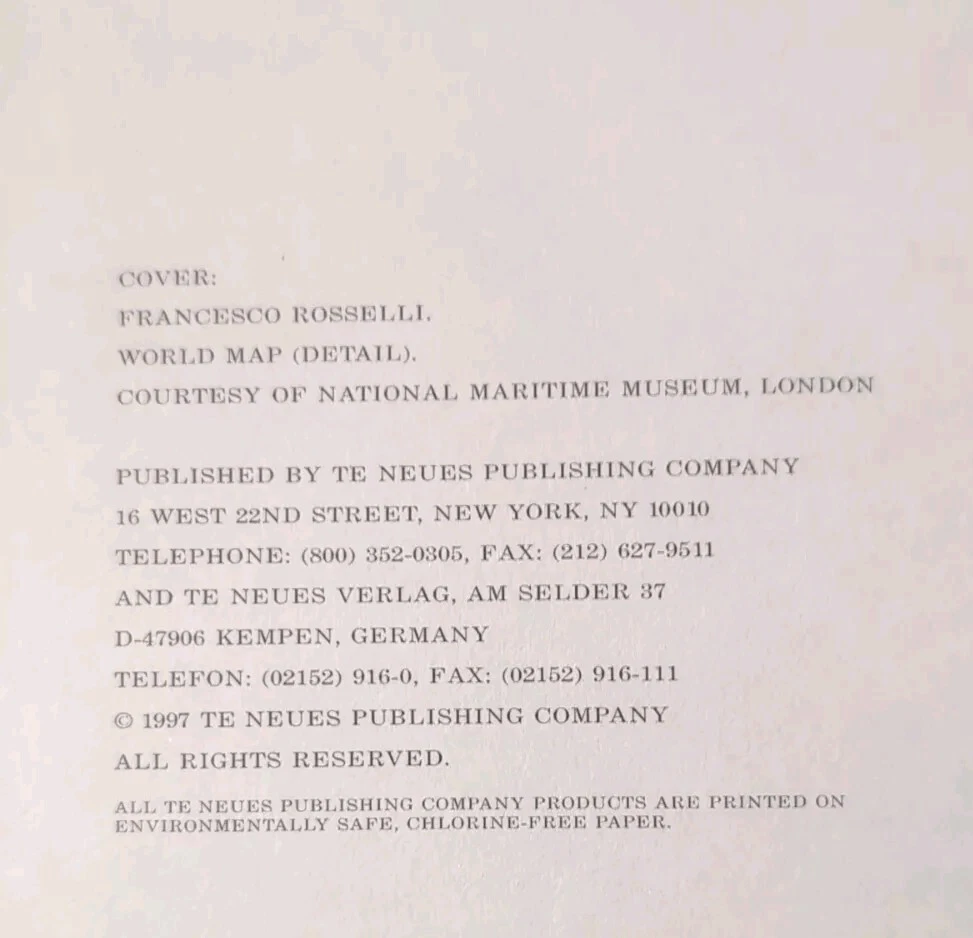 COVER:
FRANCESCO ROSSELLI.
WORLD MAP (DETAIL).
COURTESY OF NATIONAL MARITIME MUSEUM, LONDON
PUBLISHED BY TE NEUES PUBLISHING COMPANY
16 WEST 22ND STREET, NEW YORK, NY 10010
TELEPHONE: (800) 352-0305, FAX: (212) 627-9511
AND TE NEUES VERLAG, AM SELDER 37
D-47906 KEMPEN, GERMANY
TELEFON: (02152) 916-0, FAX: (02152) 916-111
© 1997 TE NEUES PUBLISHING COMPANY
ALL RIGHTS RESERVED.
ALL TE NEUES PUBLISHING COMPANY PRODUCTS ARE PRINTED ON
ENVIRONMENTALLY SAFE, CHLORINE-FREE PAPER.